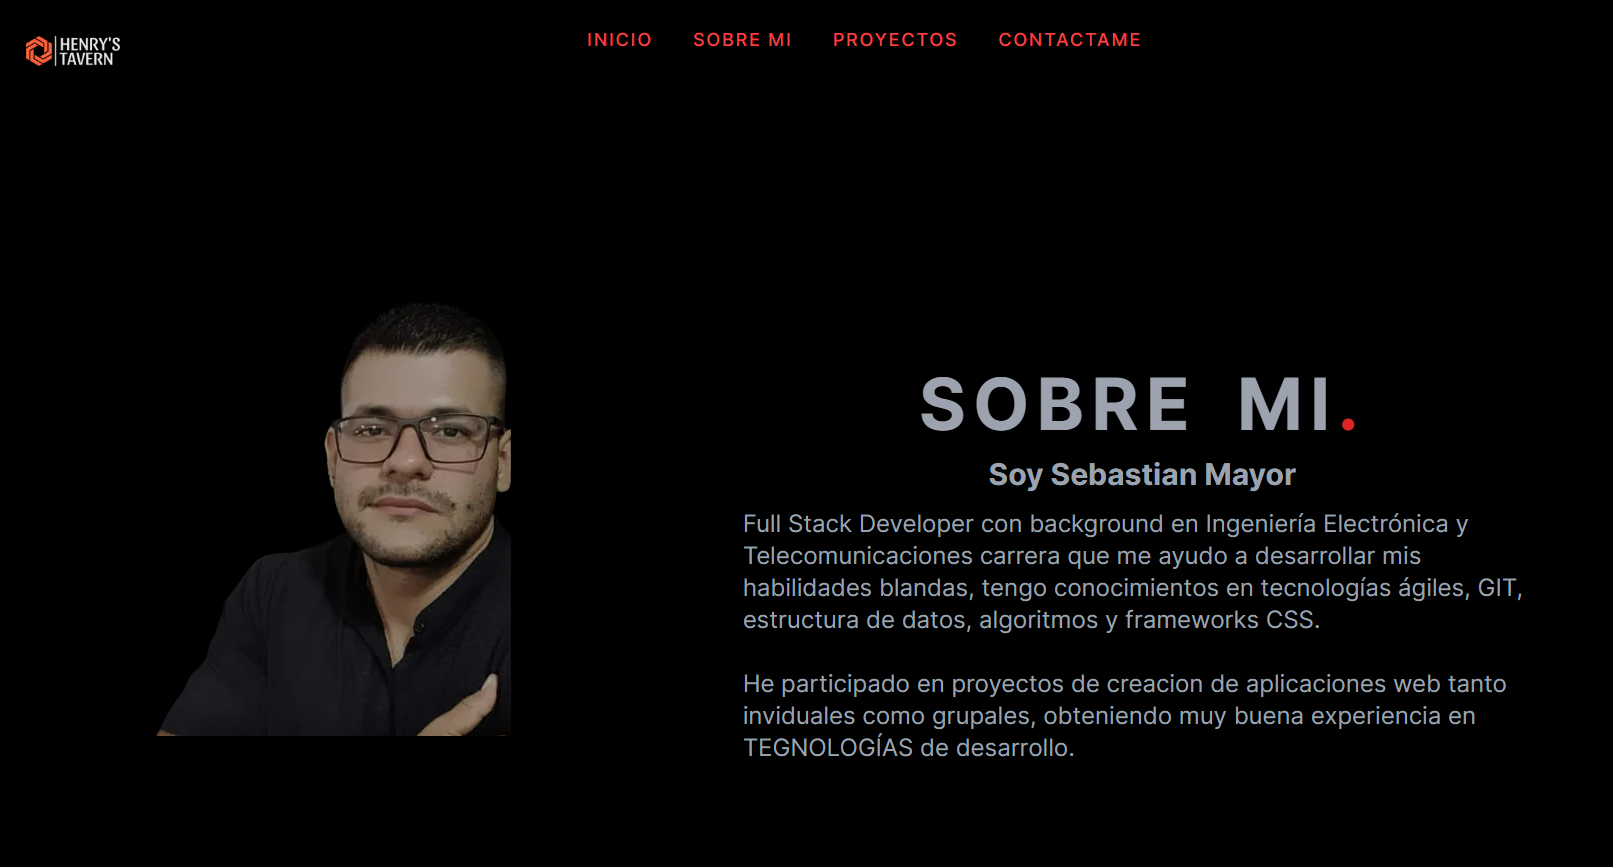 HENRY'S
TAVERN
INICIO SOBRE MI PROYECTOS CONTACTAME
SOBRE MI.
Soy Sebastian Mayor
Full Stack Developer con background en Ingeniería Electrónica y
Telecomunicaciones carrera que me ayudo a desarrollar mis
habilidades blandas, tengo conocimientos en tecnologías ágiles, GIT,
estructura de datos, algoritmos y frameworks CSS.
He participado en proyectos de creacion de aplicaciones web tanto
inviduales como grupales, obteniendo muy buena experiencia en
TEGNOLOGÍAS de desarrollo.